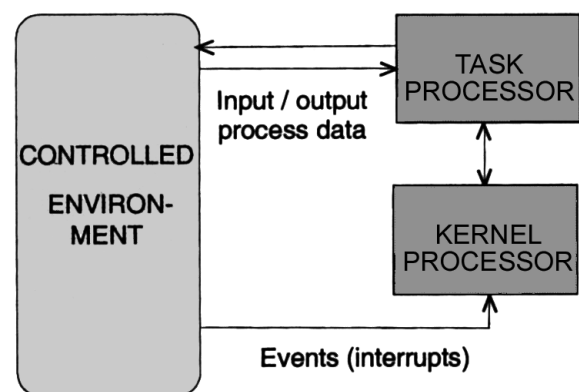 CONTROLLED
ENVIRON-
MENT
Input / output
process data
TASK
PROCESSOR
KERNEL
PROCESSOR
Events (interrupts)